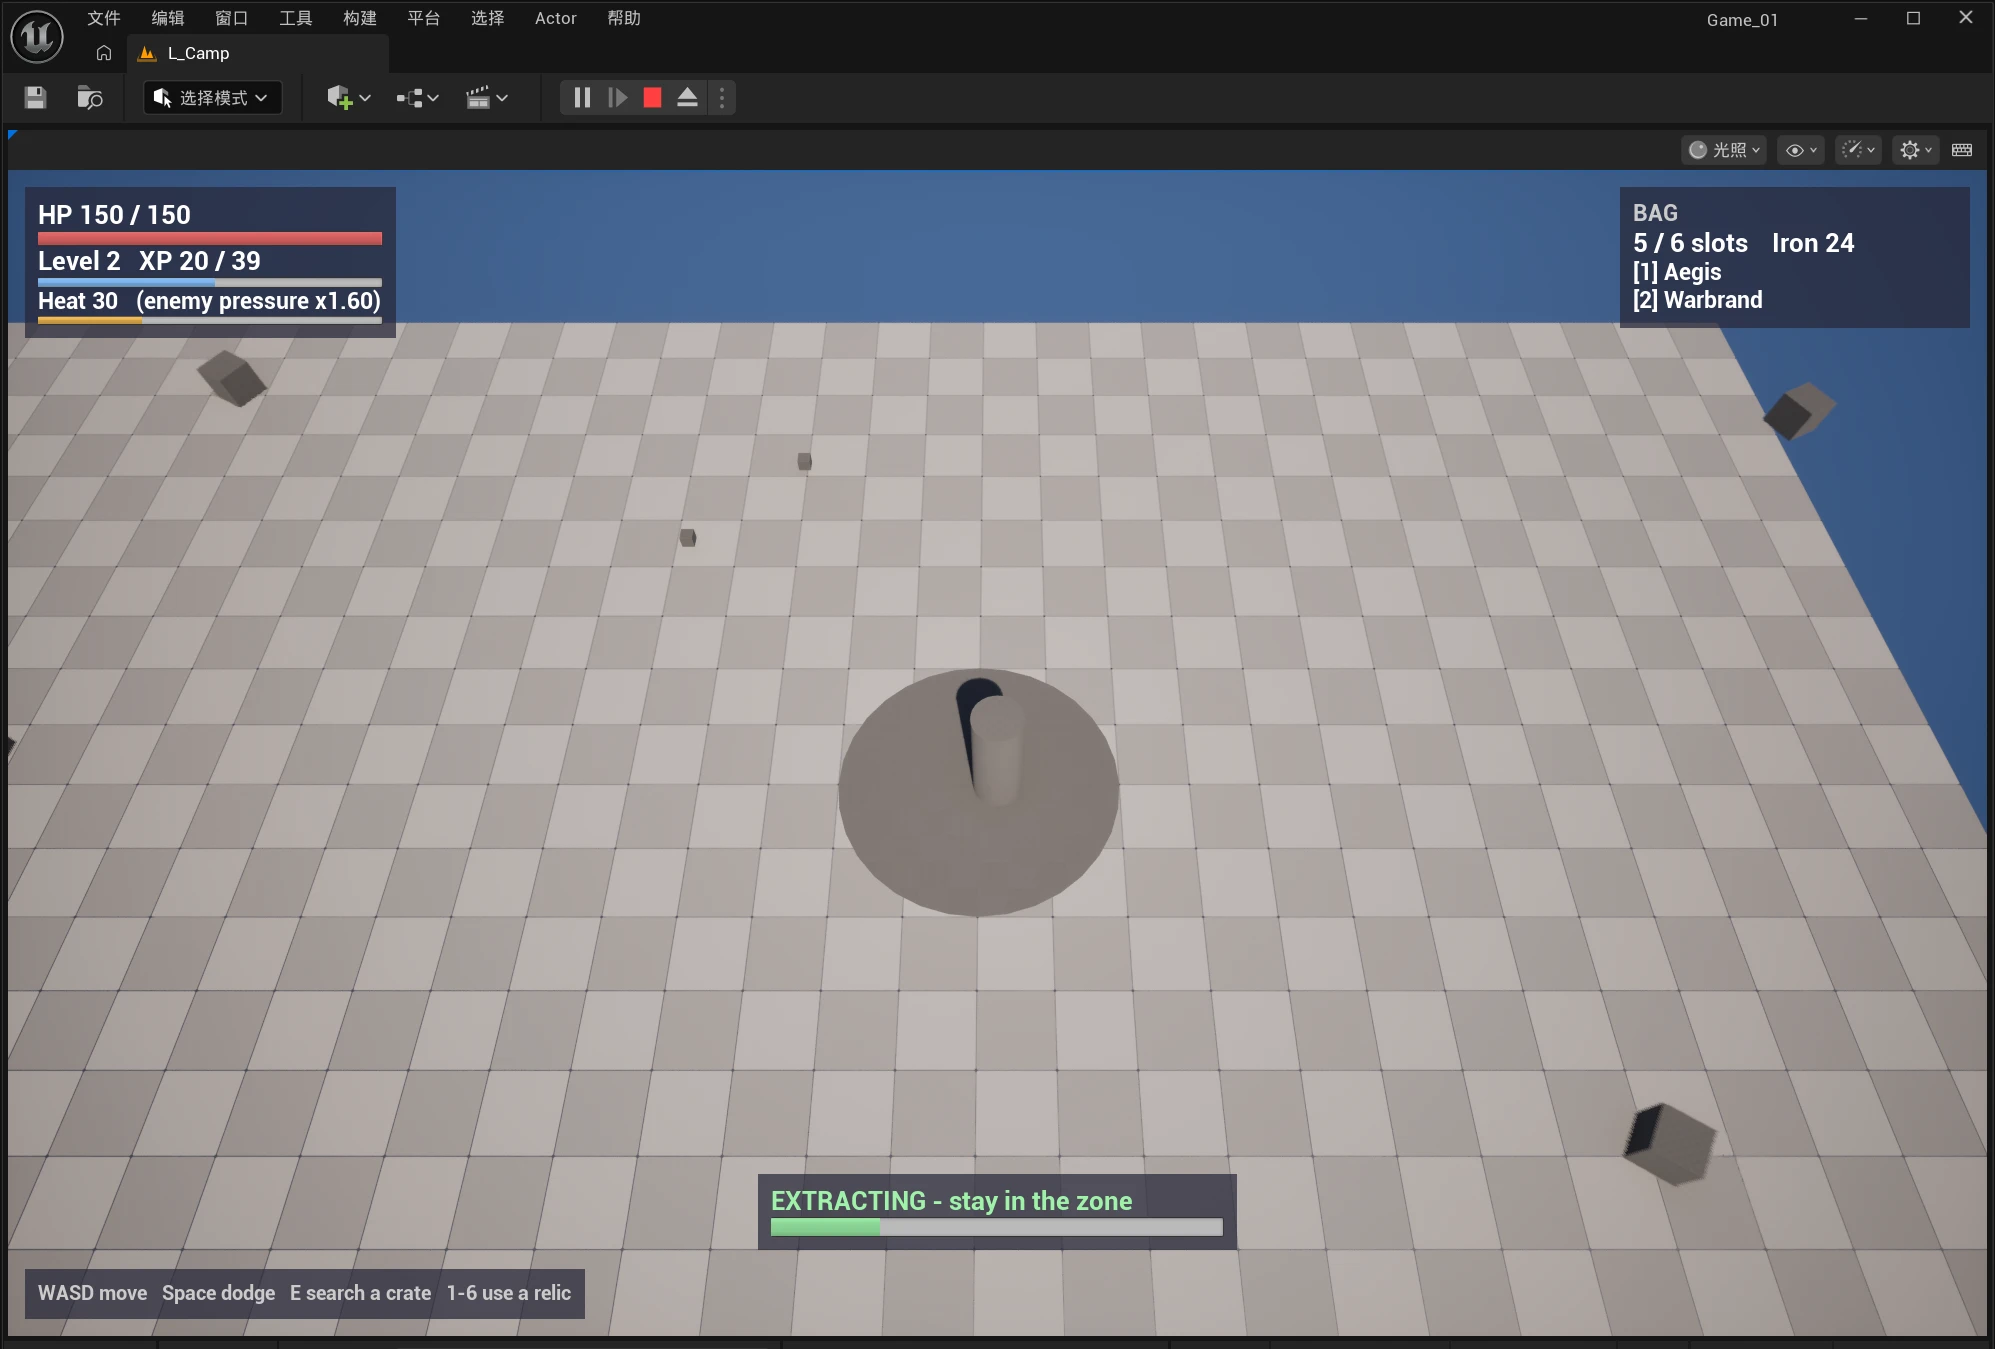 文件 编辑 窗口 工具 构建 平台 选择 Actor 帮助 Game_01
L_Camp
选择模式
光照
HP 150 / 150
Level 2 XP 20 / 39
Heat 30 (enemy pressure x1.60)
BAG
5 / 6 slots Iron 24
[1] Aegis
[2] Warbrand
EXTRACTING - stay in the zone
WASD move Space dodge E search a crate 1-6 use a relic